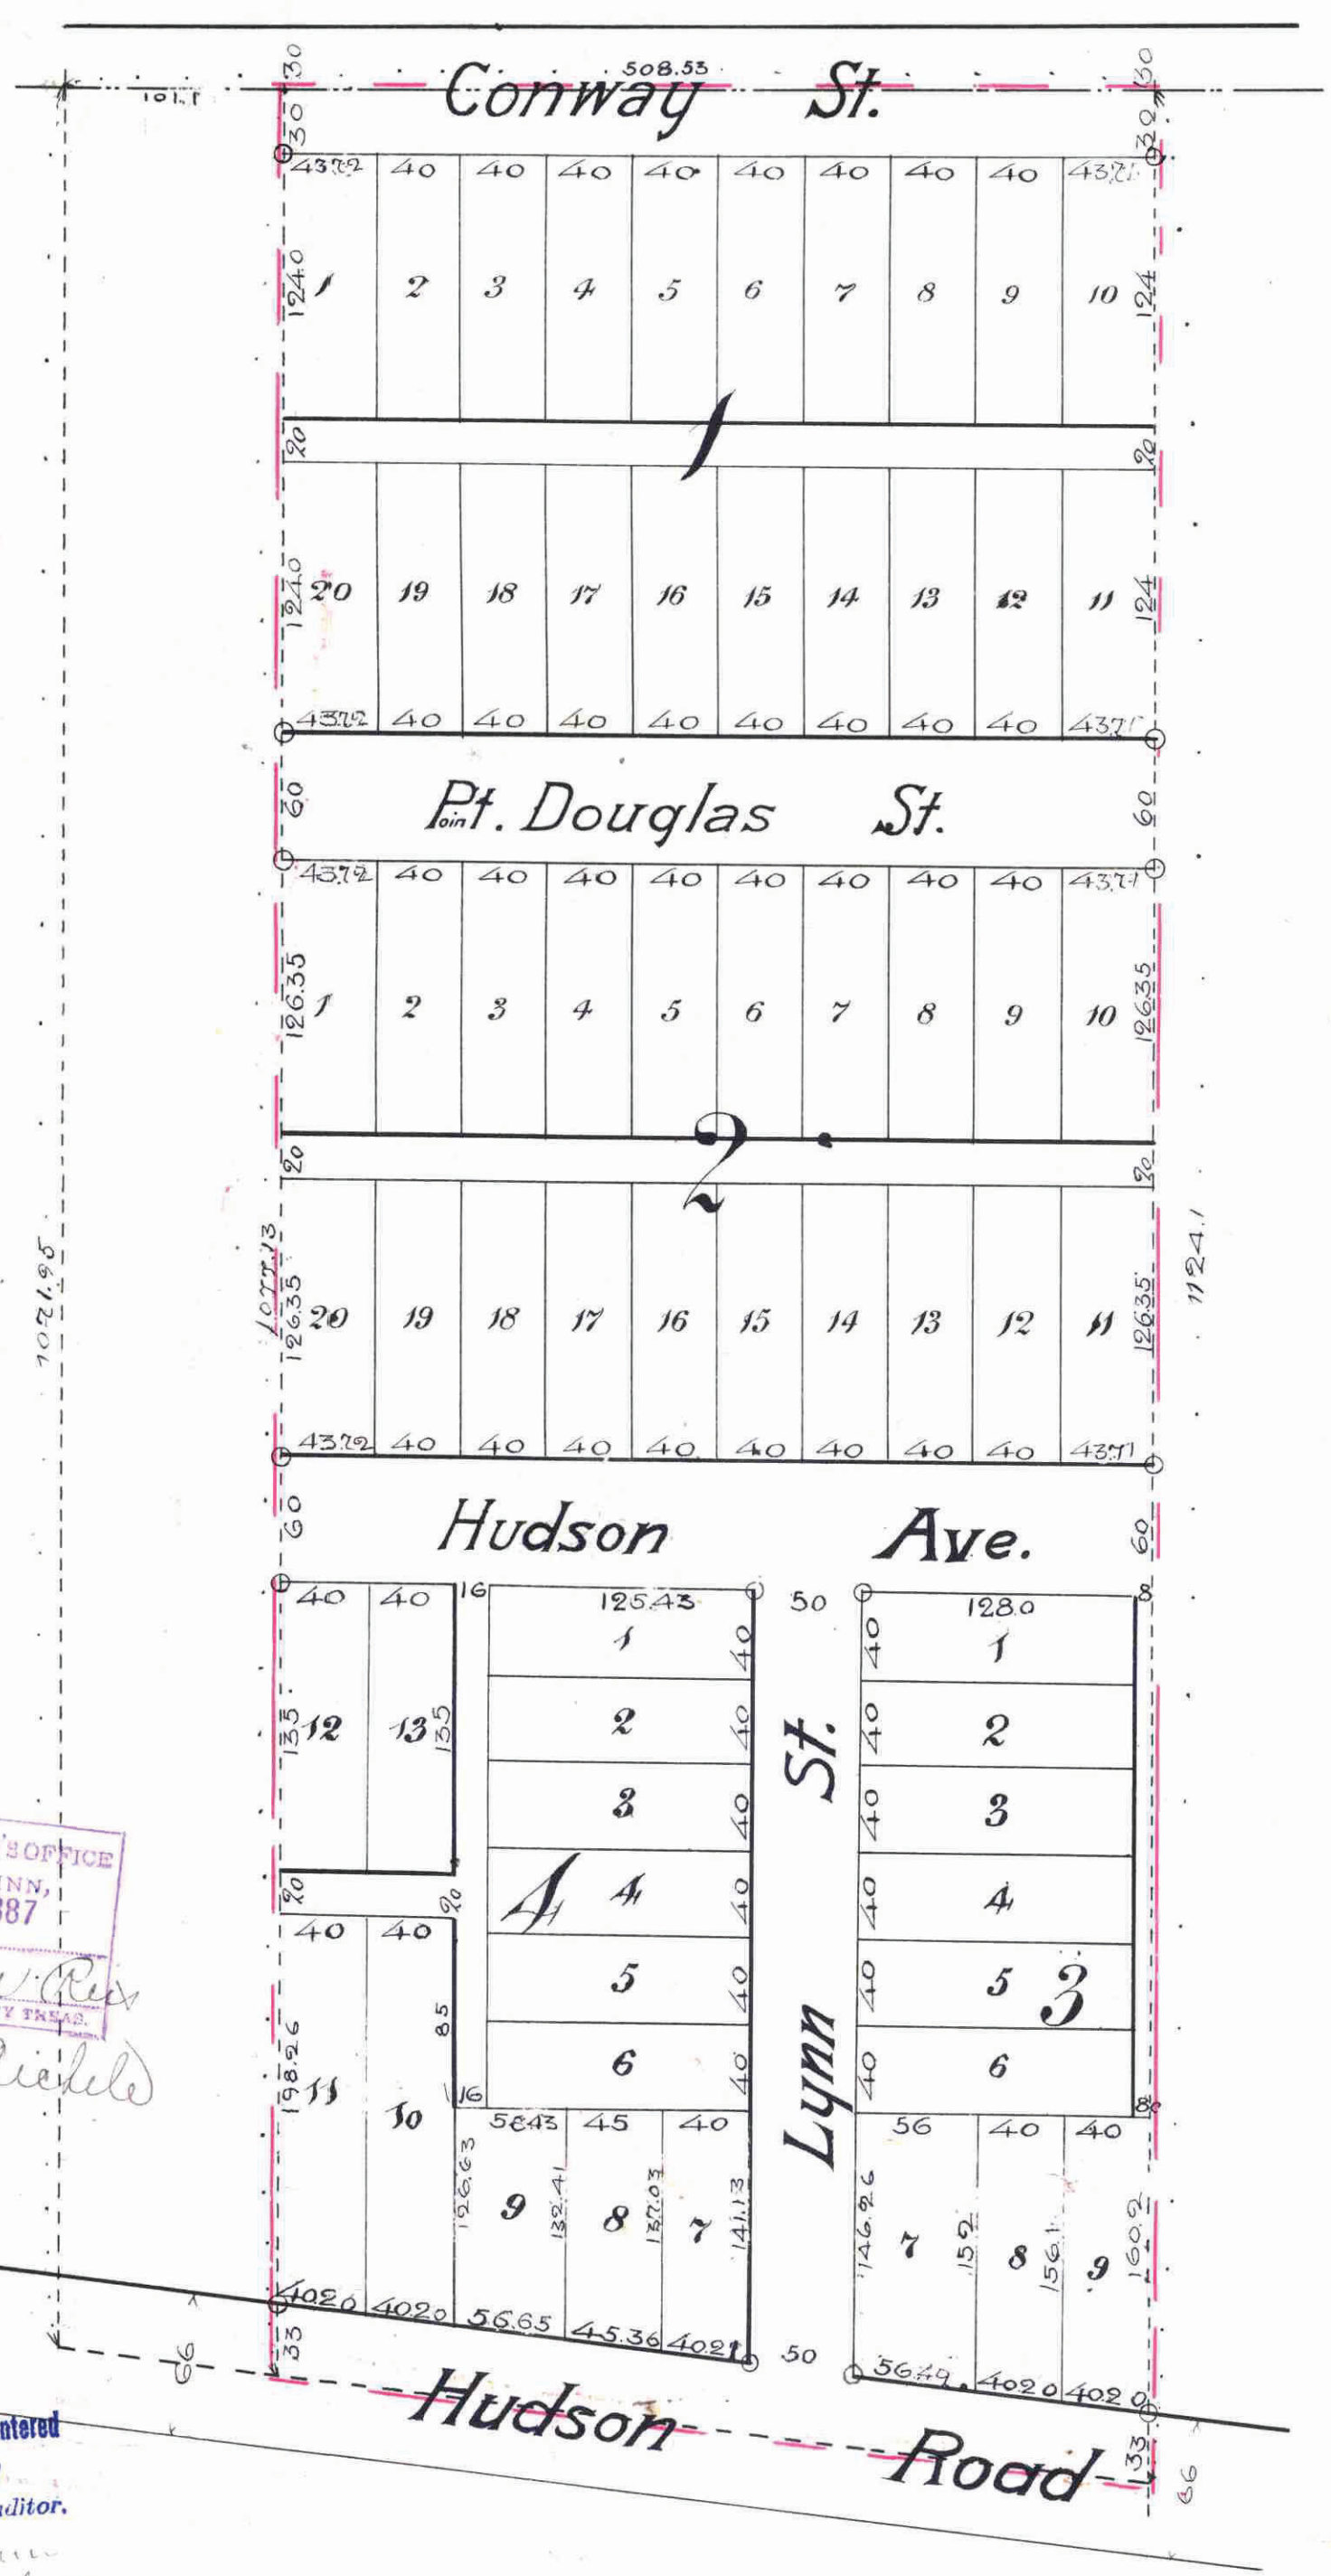 30 30
101.1 508.53
Conway St.
30 30
43.72 40 40 40 40 40 40 40 40 43.71
124.0 1 2 3 4 5 6 7 8 9 10 124
20 1 20
124.0 20 19 18 17 16 15 14 13 12 11 124
43.72 40 40 40 40 40 40 40 40 43.71
60 Point. Douglas St. 60
43.72 40 40 40 40 40 40 40 40 43.71
126.35 1 2 3 4 5 6 7 8 9 10 126.35
20 2 20
1021.95 1077.13 1124.1
126.35 20 19 18 17 16 15 14 13 12 11 126.35
43.72 40 40 40 40 40 40 40 40 43.71
60 Hudson Ave. 60
40 40 16 125.43 50 128.0 8
1 40 40 1
135 12 13 135 2 40 St. 40 2
3 40 40 3
'S OFFICE
INN,
887
20 20 4 4 40 40 4
40 40
5 40 40 5 3
Y TREAS.
198.26 11 10 85 6 40 Lynn 40 6
16 8
56.43 45 40 56 40 40
126.63 9 132.41 8 137.03 7 141.13 146.26 7 152 8 156.1 9 160.2
40.20 40.20 56.65 45.36 40.21 50 56.49 40.20 40.20
66 33 Hudson Road 33 66
ntered
uditor.